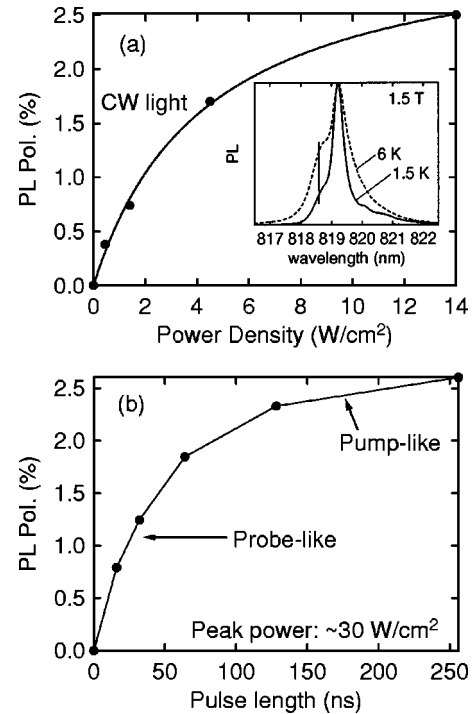 3.0
(a)
2.5
2.0
CW light
1.5 T
1.5
PL Pol. (%)
PL
6 K
1.0
1.5 K
0.5
817 818 819 820 821 822
wavelength (nm)
0.0
0 2 4 6 8 10 12 14
Power Density (W/cm²)
(b)
2.5
Pump-like
2.0
PL Pol. (%)
1.5
Probe-like
1.0
0.5
Peak power: ~30 W/cm²
0.0
0 50 100 150 200 250
Pulse length (ns)